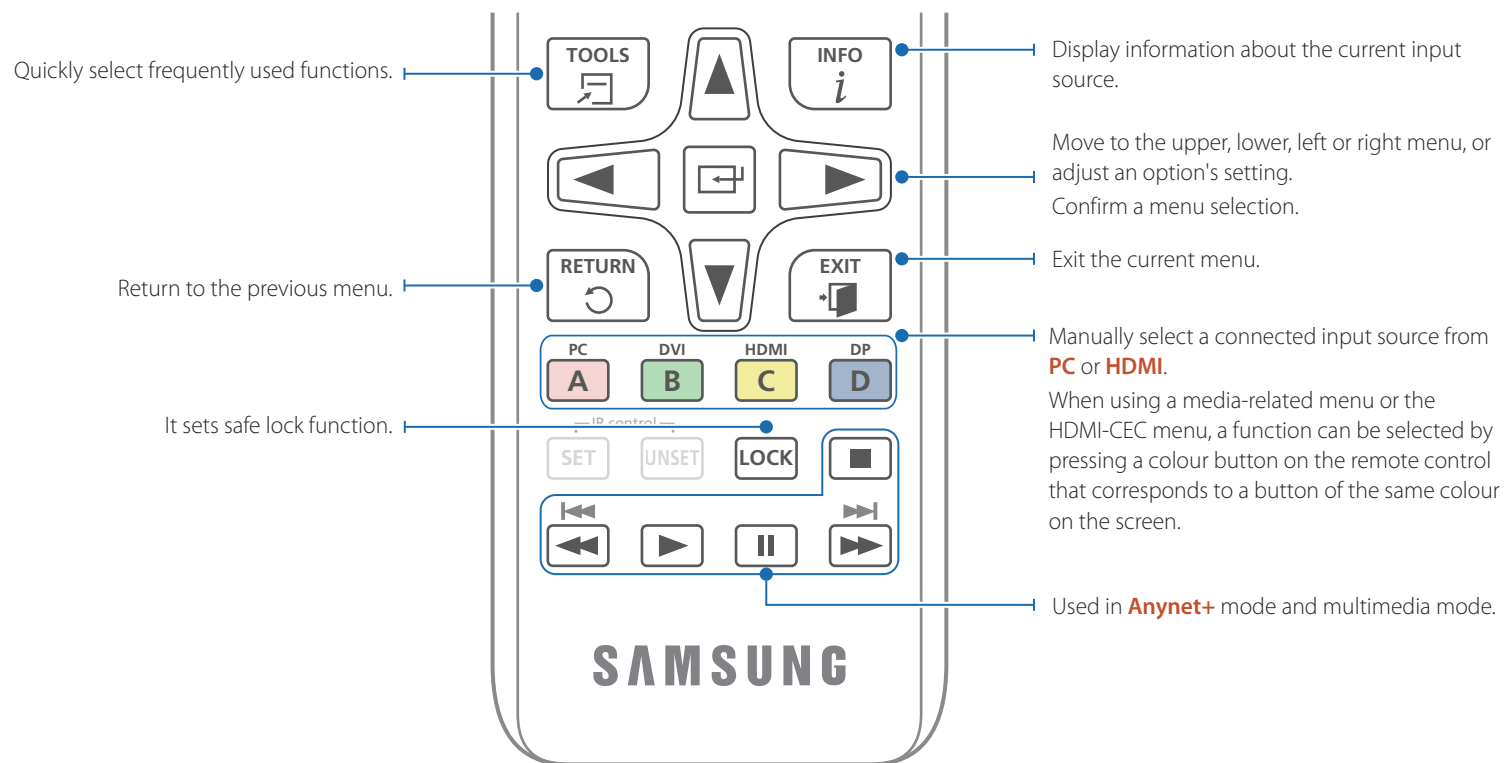 TOOLS
INFO
i
Quickly select frequently used functions.
Display information about the current input
source.
Move to the upper, lower, left or right menu, or
adjust an option's setting.
Confirm a menu selection.
RETURN
EXIT
Return to the previous menu.
Exit the current menu.
PC DVI HDMI DP
A B C D
Manually select a connected input source from
PC or HDMI.
When using a media-related menu or the
HDMI-CEC menu, a function can be selected by
pressing a colour button on the remote control
that corresponds to a button of the same colour
on the screen.
It sets safe lock function.
IR control
SET UNSET LOCK
Used in Anynet+ mode and multimedia mode.
SAMSUNG